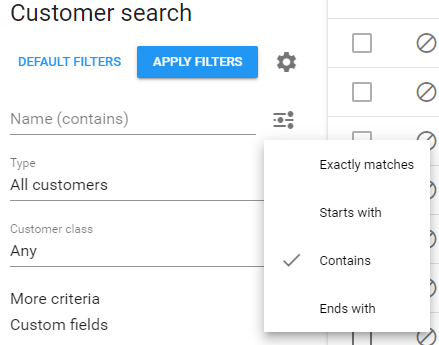 Customer search
DEFAULT FILTERS
APPLY FILTERS
Name (contains)
Type
All customers
Customer class
Any
More criteria
Custom fields
Exactly matches
Starts with
Contains
Ends with